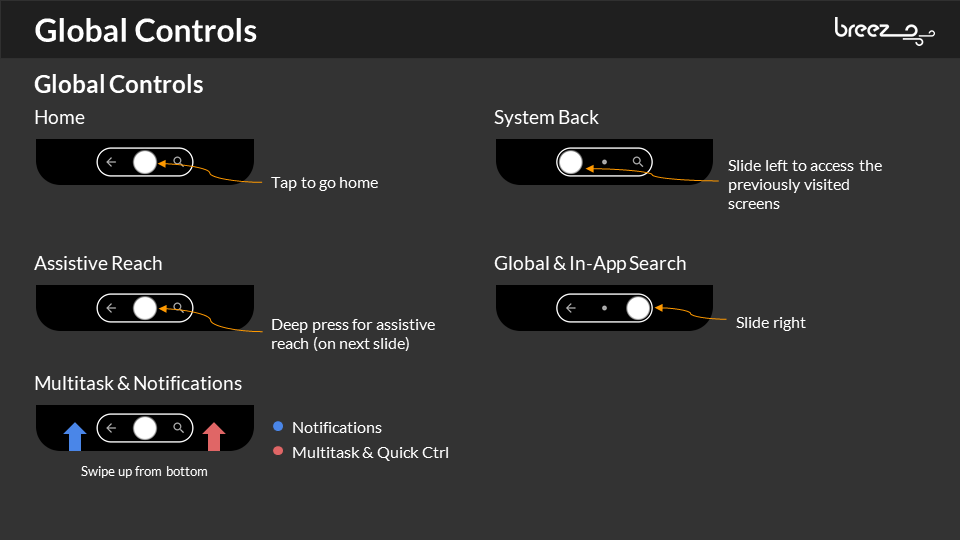 Global Controls
breez
Global Controls
Home
Tap to go home
System Back
Slide left to access the
previously visited
screens
Assistive Reach
Deep press for assistive
reach (on next slide)
Global & In-App Search
Slide right
Multitask & Notifications
Swipe up from bottom
Notifications
Multitask & Quick Ctrl